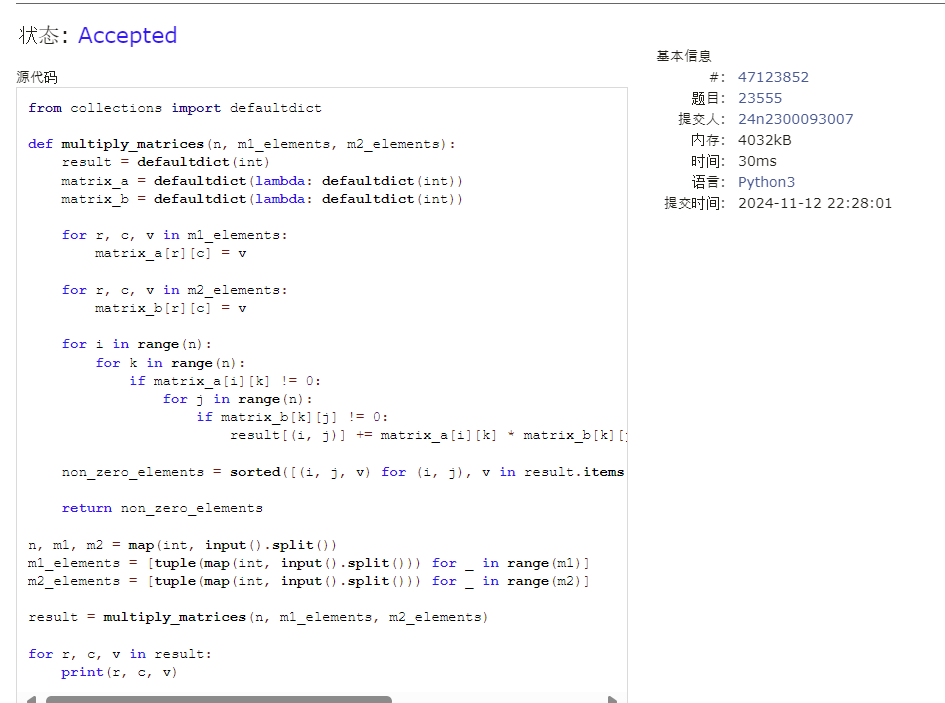 状态: Accepted
源代码
from collections import defaultdict
def multiply_matrices(n, m1_elements, m2_elements):
    result = defaultdict(int)
    matrix_a = defaultdict(lambda: defaultdict(int))
    matrix_b = defaultdict(lambda: defaultdict(int))
    for r, c, v in m1_elements:
        matrix_a[r][c] = v
    for r, c, v in m2_elements:
        matrix_b[r][c] = v
    for i in range(n):
        for k in range(n):
            if matrix_a[i][k] != 0:
                for j in range(n):
                    if matrix_b[k][j] != 0:
                        result[(i, j)] += matrix_a[i][k] * matrix_b[k][
    non_zero_elements = sorted([(i, j, v) for (i, j), v in result.items
    return non_zero_elements
n, m1, m2 = map(int, input().split())
m1_elements = [tuple(map(int, input().split())) for _ in range(m1)]
m2_elements = [tuple(map(int, input().split())) for _ in range(m2)]
result = multiply_matrices(n, m1_elements, m2_elements)
for r, c, v in result:
    print(r, c, v)
基本信息
#: 47123852
题目: 23555
提交人: 24n2300093007
内存: 4032kB
时间: 30ms
语言: Python3
提交时间: 2024-11-12 22:28:01